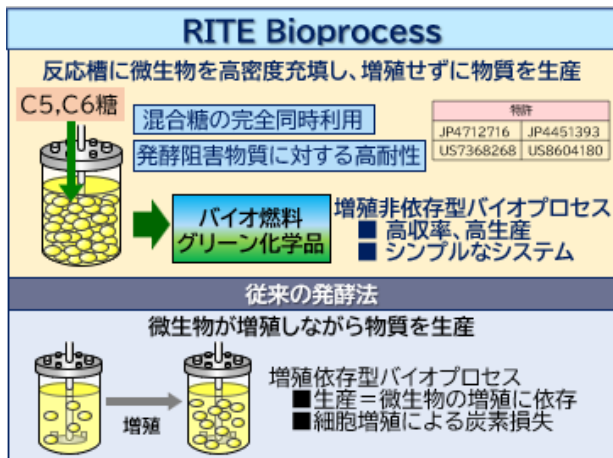 RITE Bioprocess
反応槽に微生物を高密度充填し、増殖せずに物質を生産
C5,C6糖
混合糖の完全同時利用
発酵阻害物質に対する高耐性
特許
JP4712716 JP4451393
US7368268 US8604180
バイオ燃料
グリーン化学品
増殖非依存型バイオプロセス
■ 高収率、高生産
■ シンプルなシステム
従来の発酵法
微生物が増殖しながら物質を生産
増殖
増殖依存型バイオプロセス
■生産＝微生物の増殖に依存
■細胞増殖による炭素損失